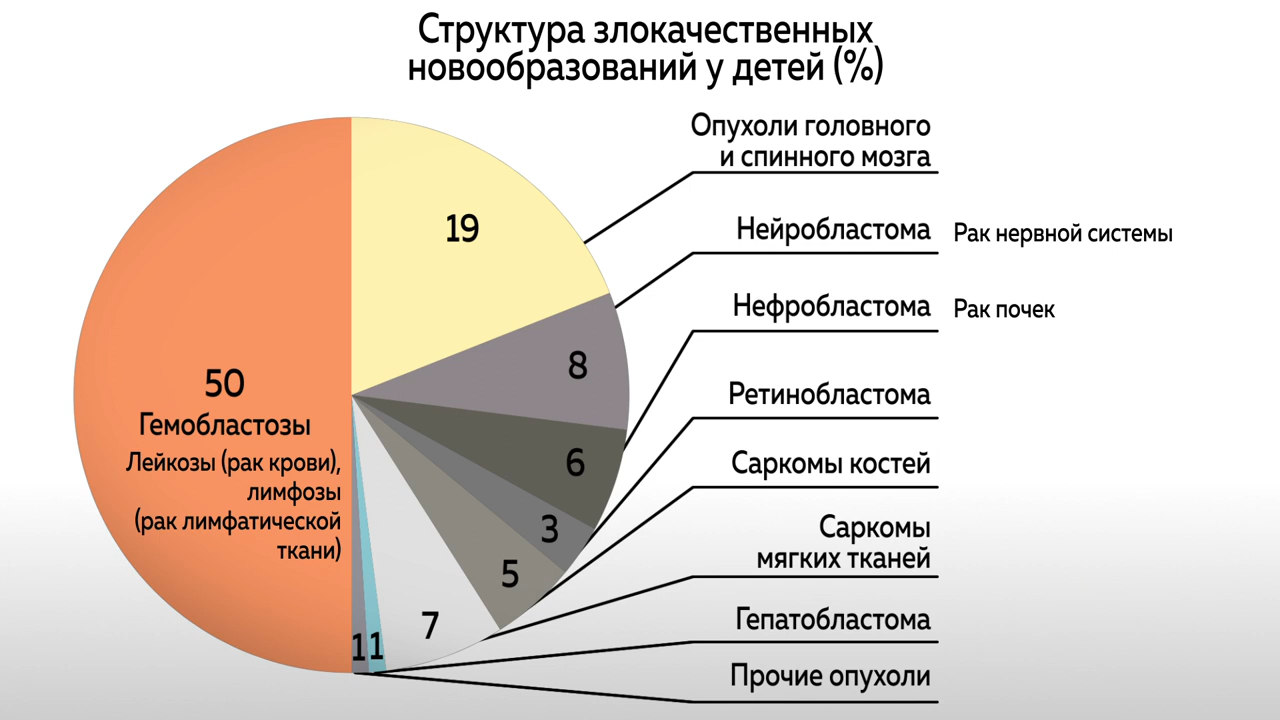 Структура злокачественных
новообразований у детей (%)
Опухоли головного
и спинного мозга
19
Нейробластома
Рак нервной системы
Нефробластома
Рак почек
8
50
Ретинобластома
Гемобластозы
Лейкозы (рак крови),
лимфозы
(рак лимфатической
ткани)
6
Саркомы костей
3
Саркомы
мягких тканей
5
7
Гепатобластома
1
1
Прочие опухоли